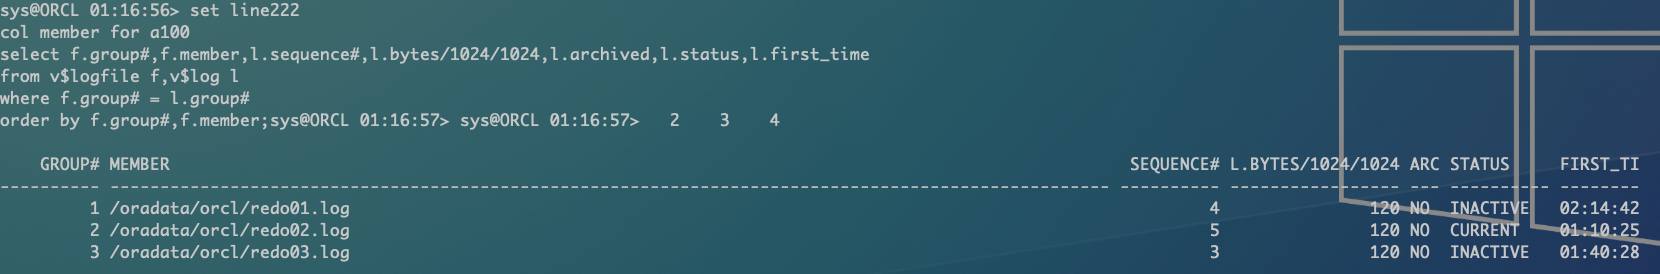 sys@ORCL 01:16:56> set line222
col member for a100
select f.group#,f.member,l.sequence#,l.bytes/1024/1024,l.archived,l.status,l.first_time
from v$logfile f,v$log l
where f.group# = l.group#
order by f.group#,f.member;sys@ORCL 01:16:57> sys@ORCL 01:16:57>   2    3    4
GROUP# MEMBER SEQUENCE# L.BYTES/1024/1024 ARC STATUS FIRST_TI
---------- ---------------------------------------------------------------------------------------------------- ---------- ----------------- --- ---------- --------
1 /oradata/orcl/redo01.log 4 120 NO INACTIVE 02:14:42
2 /oradata/orcl/redo02.log 5 120 NO CURRENT 01:10:25
3 /oradata/orcl/redo03.log 3 120 NO INACTIVE 01:40:28